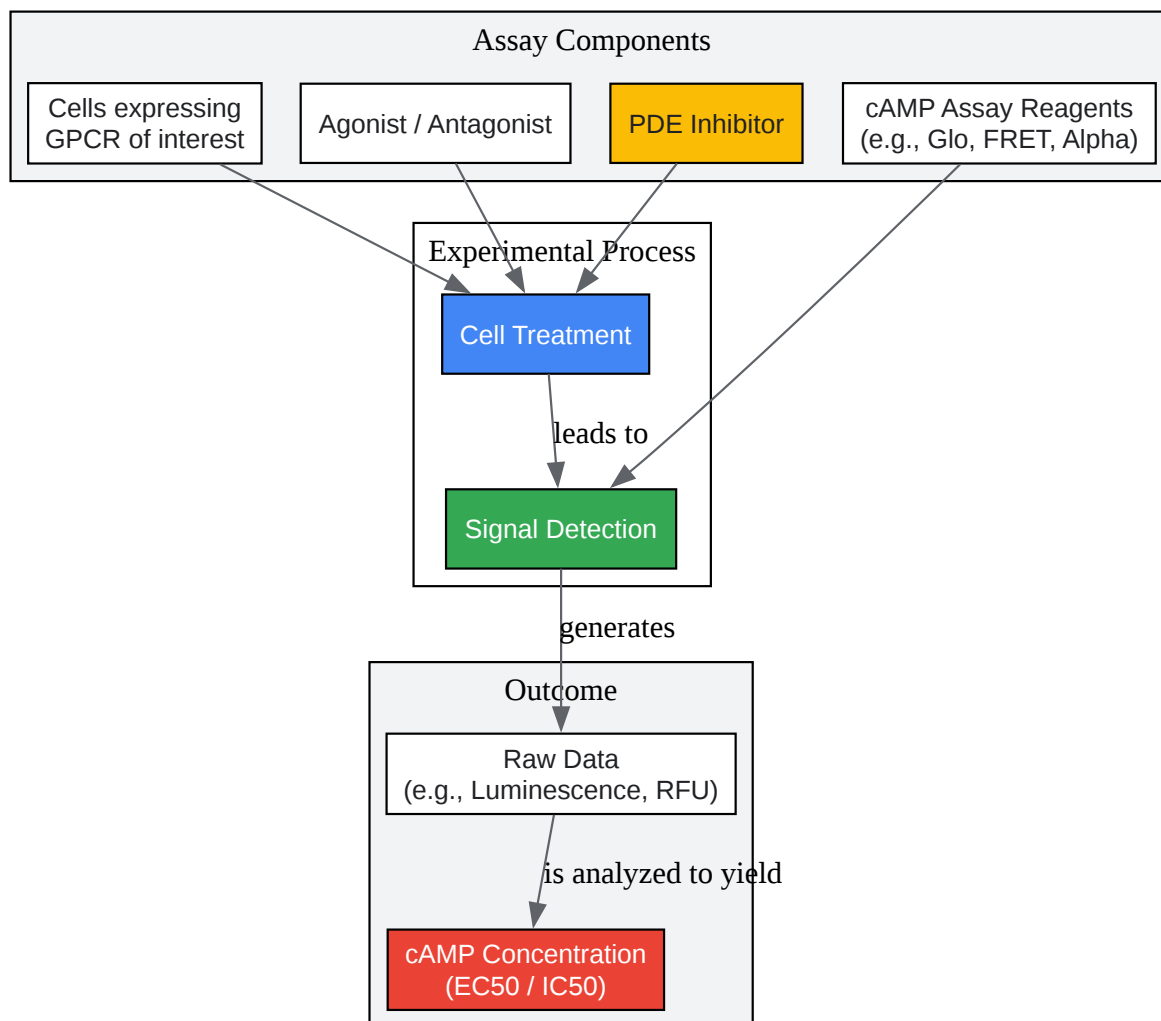 Assay Components
Cells expressing
GPCR of interest
Agonist / Antagonist
PDE Inhibitor
cAMP Assay Reagents
(e.g., Glo, FRET, Alpha)
Experimental Process
Cell Treatment
leads to
Signal Detection
generates
Outcome
Raw Data
(e.g., Luminescence, RFU)
is analyzed to yield
cAMP Concentration
(EC50 / IC50)